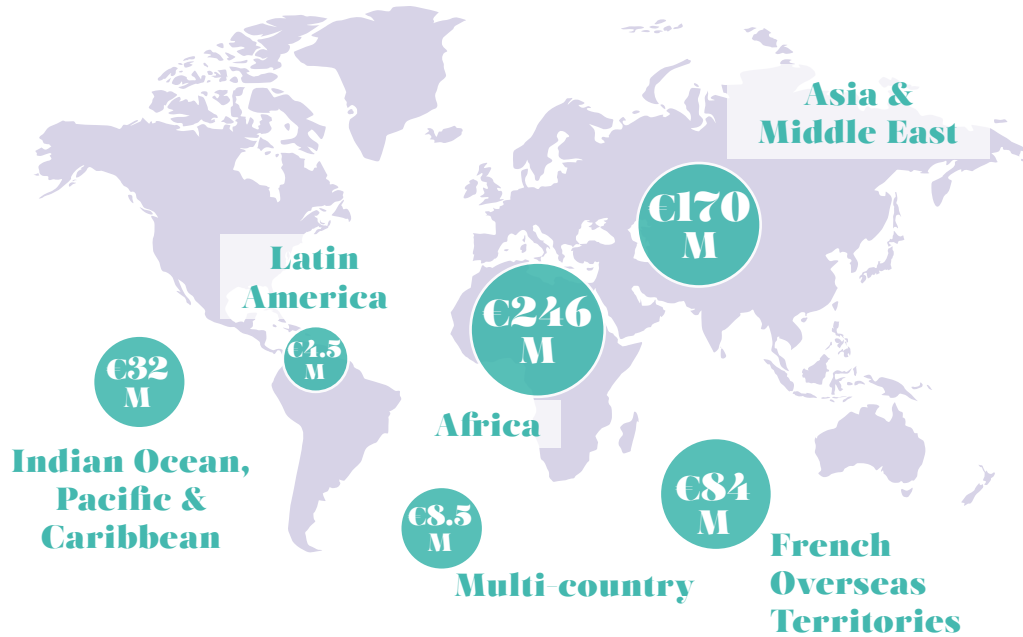 Asia &
Middle East
€170
M
Latin
America
€4.5
M
€246
M
Africa
€32
M
Indian Ocean,
Pacific &
Caribbean
€8.5
M
Multi-country
€84
M
French
Overseas
Territories